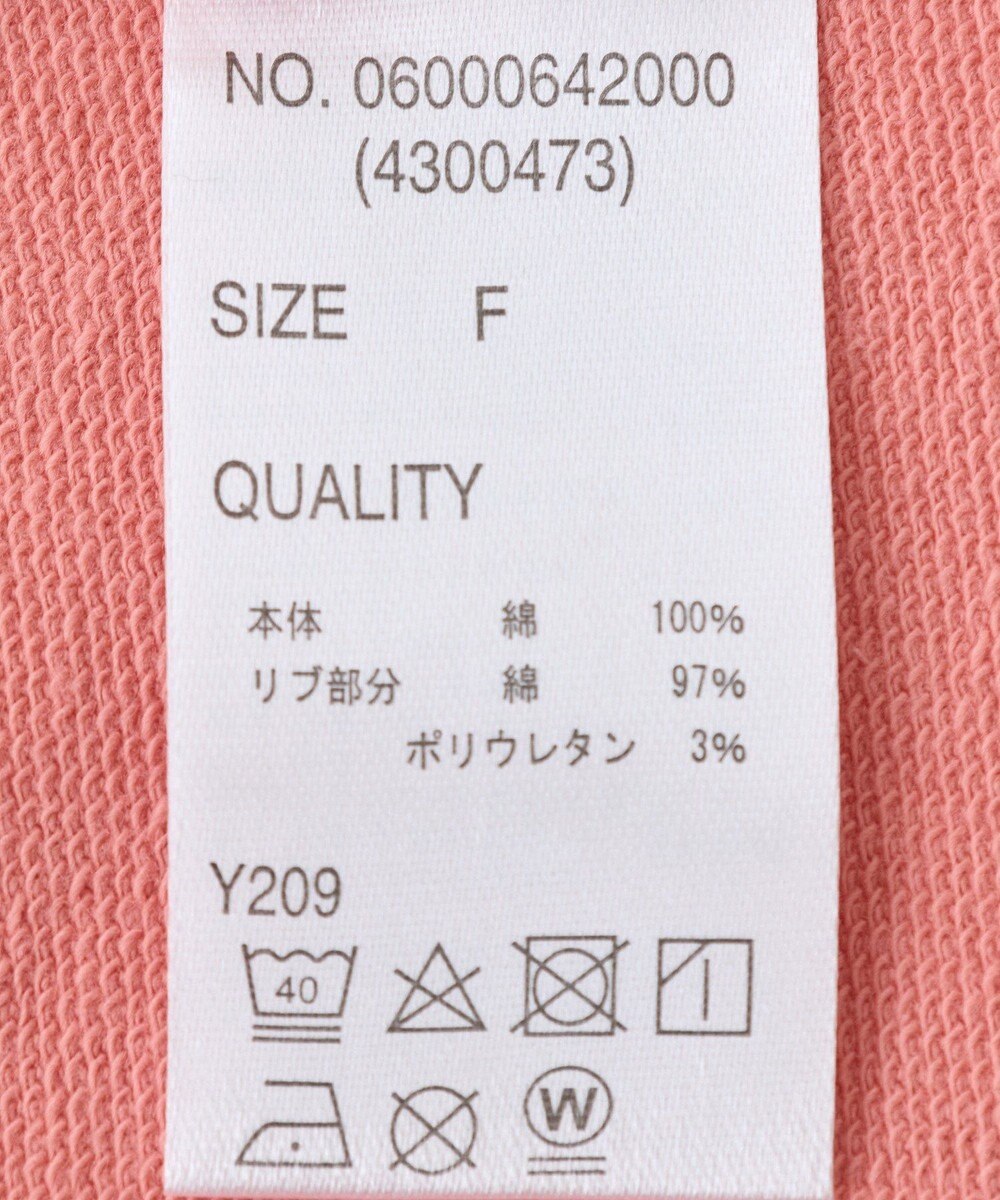 NO. 06000642000
(4300473)
SIZE F
QUALITY
本体 綿 100%
リブ部分 綿 97%
ポリウレタン 3%
Y209
40
W